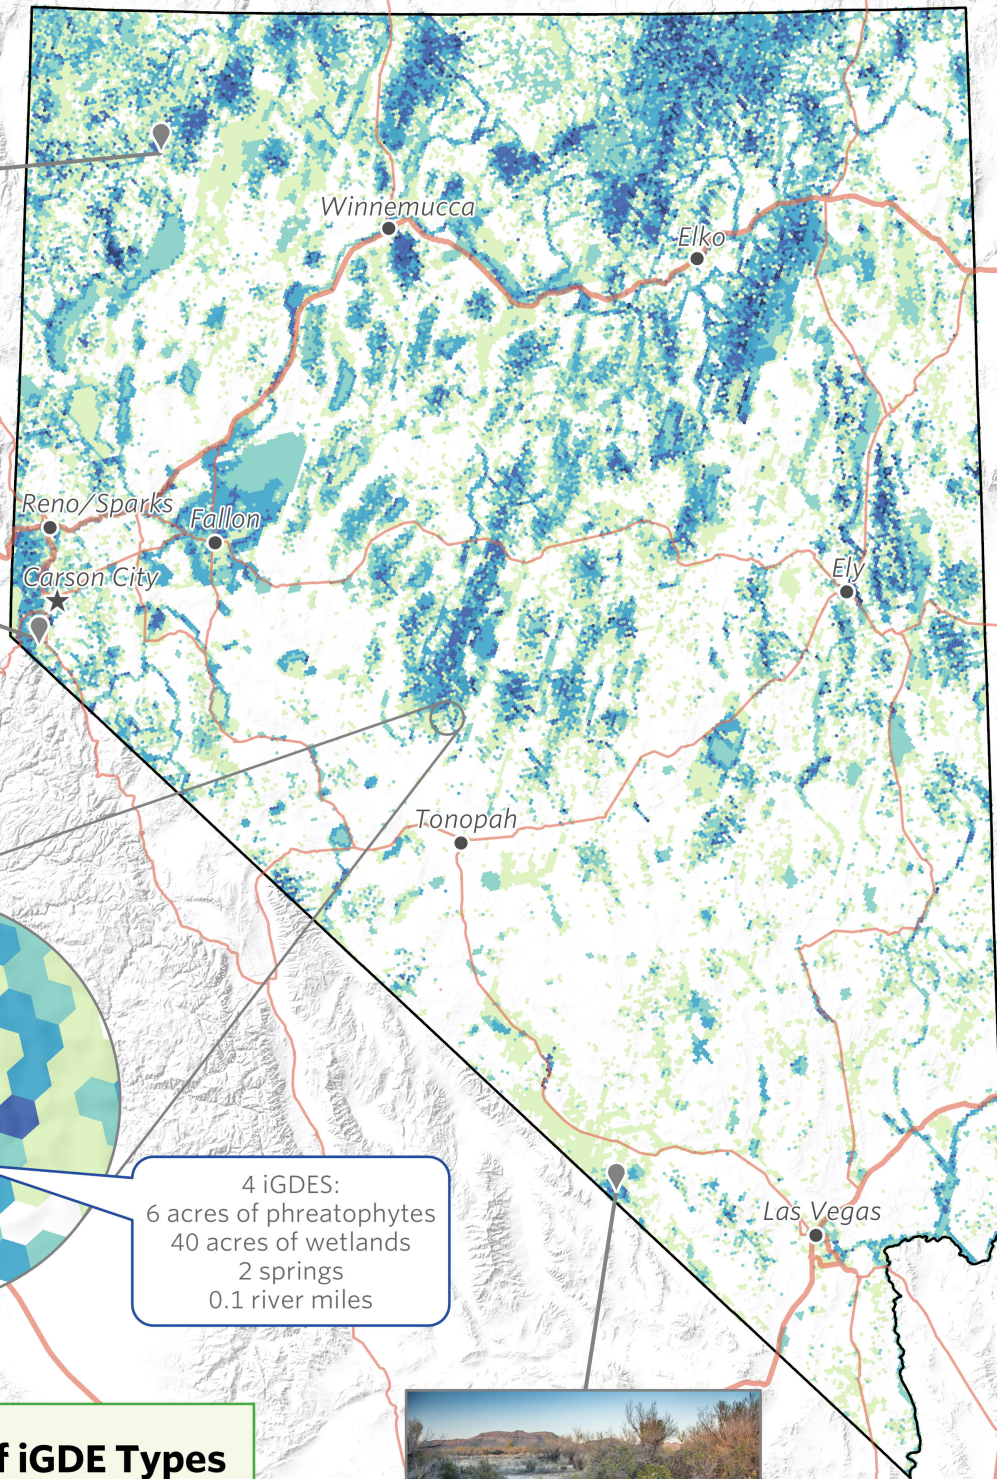 Winnemucca
Elko
Reno/Sparks
Fallon
Carson City
Ely
Tonopah
4 iGDES:
6 acres of phreatophytes
40 acres of wetlands
2 springs
0.1 river miles
Las Vegas
iGDE Types